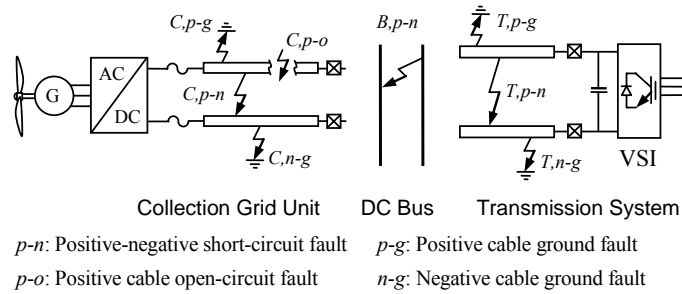 C,p-g
C,p-o
B,p-n
T,p-g
AC
DC
G
C,p-n
T,p-n
C,n-g
T,n-g
VSI
Collection Grid Unit DC Bus Transmission System
p-n: Positive-negative short-circuit fault p-g: Positive cable ground fault
p-o: Positive cable open-circuit fault n-g: Negative cable ground fault